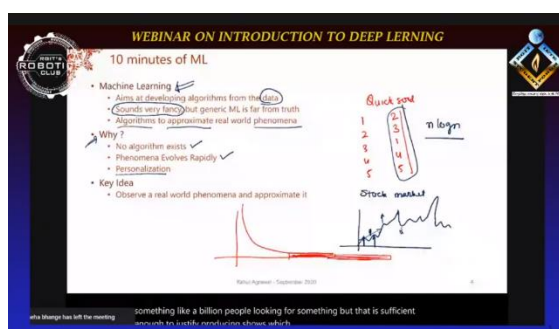 WEBINAR ON INTRODUCTION TO DEEP LERNING
ROBOTI
CLUB
10 minutes of ML
• Machine Learning
• Aims at developing algorithms from the data
• Sounds very fancy but generic ML is far from truth
• Algorithms to approximate real world phenomena
• Why ?
• No algorithm exists
• Phenomena Evolves Rapidly
• Personalization
• Key Idea
• Observe a real world phenomena and approximate it
Quick sort
1 2
2 3
3 1
4 4
5 5
n logn
Stock market
Rahul Agrawal - September 2020
bhange has left the meeting
something like a billion people looking for something but that is sufficient
enough to justify producing shows which